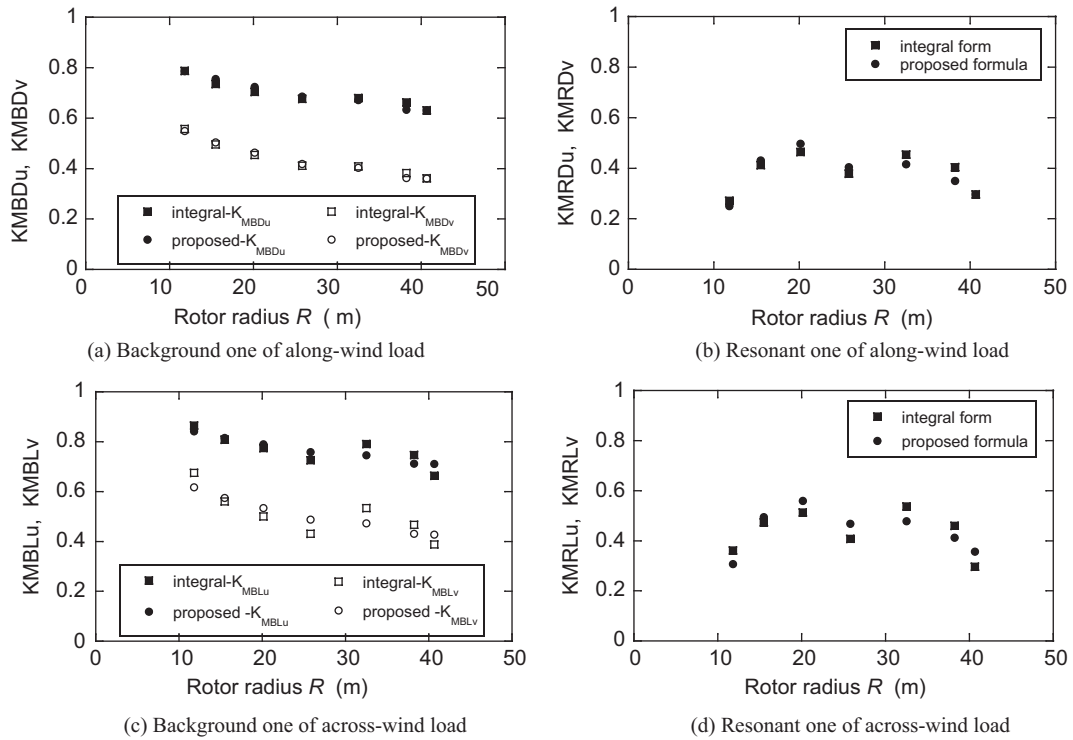 1
0.8
0.6
0.4
0.2
0
0 10 20 30 40 50
KMBDu, KMBDv
integral-K_MBDu
integral-K_MBDv
proposed-K_MBDu
proposed-K_MBDv
Rotor radius R ( m)
(a) Background one of along-wind load
1
0.8
0.6
0.4
0.2
0
0 10 20 30 40 50
KMRDu, KMRDv
integral form
proposed formula
Rotor radius R (m)
(b) Resonant one of along-wind load
1
0.8
0.6
0.4
0.2
0
0 10 20 30 40 50
KMBLu, KMBLv
integral-K_MBLu
integral-K_MBLv
proposed -K_MBLu
proposed -K_MBLv
Rotor radius R (m)
(c) Background one of across-wind load
1
0.8
0.6
0.4
0.2
0
0 10 20 30 40 50
KMRLu, KMRLv
integral form
proposed formula
Rotor radius R (m)
(d) Resonant one of across-wind load